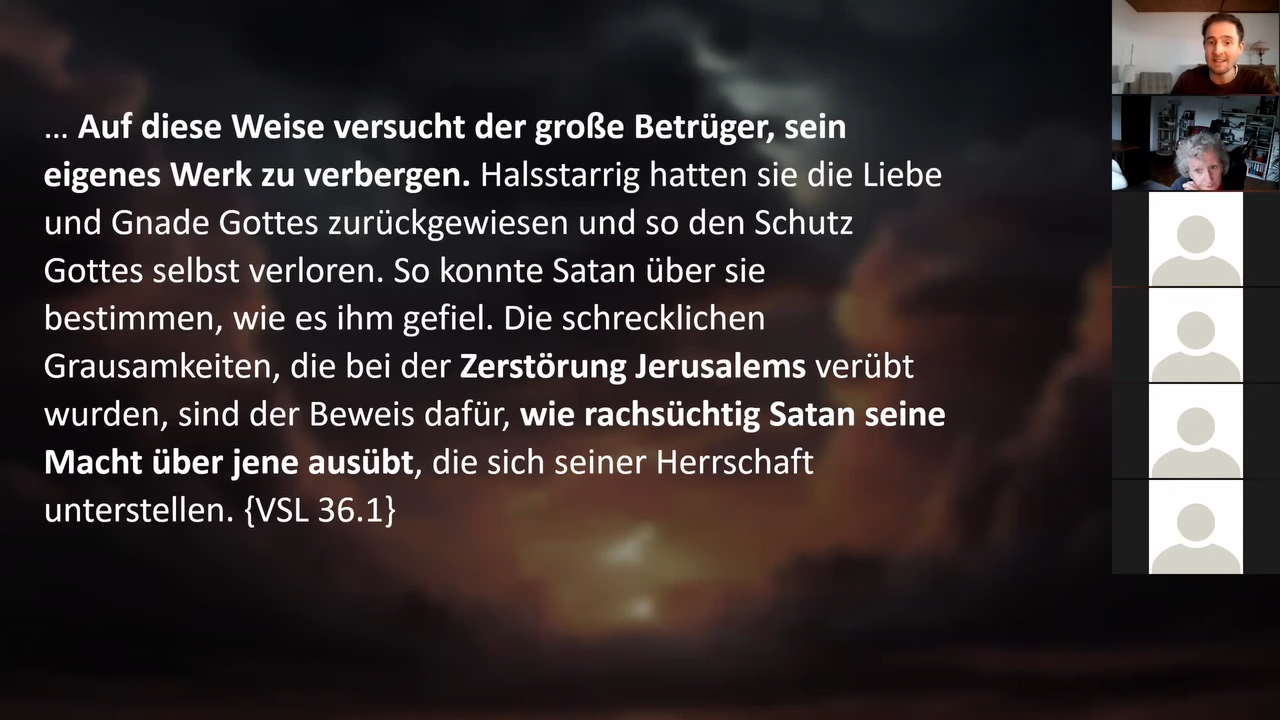 ... Auf diese Weise versucht der große Betrüger, sein
eigenes Werk zu verbergen. Halsstarrig hatten sie die Liebe
und Gnade Gottes zurückgewiesen und so den Schutz
Gottes selbst verloren. So konnte Satan über sie
bestimmen, wie es ihm gefiel. Die schrecklichen
Grausamkeiten, die bei der Zerstörung Jerusalems verübt
wurden, sind der Beweis dafür, wie rachsüchtig Satan seine
Macht über jene ausübt, die sich seiner Herrschaft
unterstellen. {VSL 36.1}